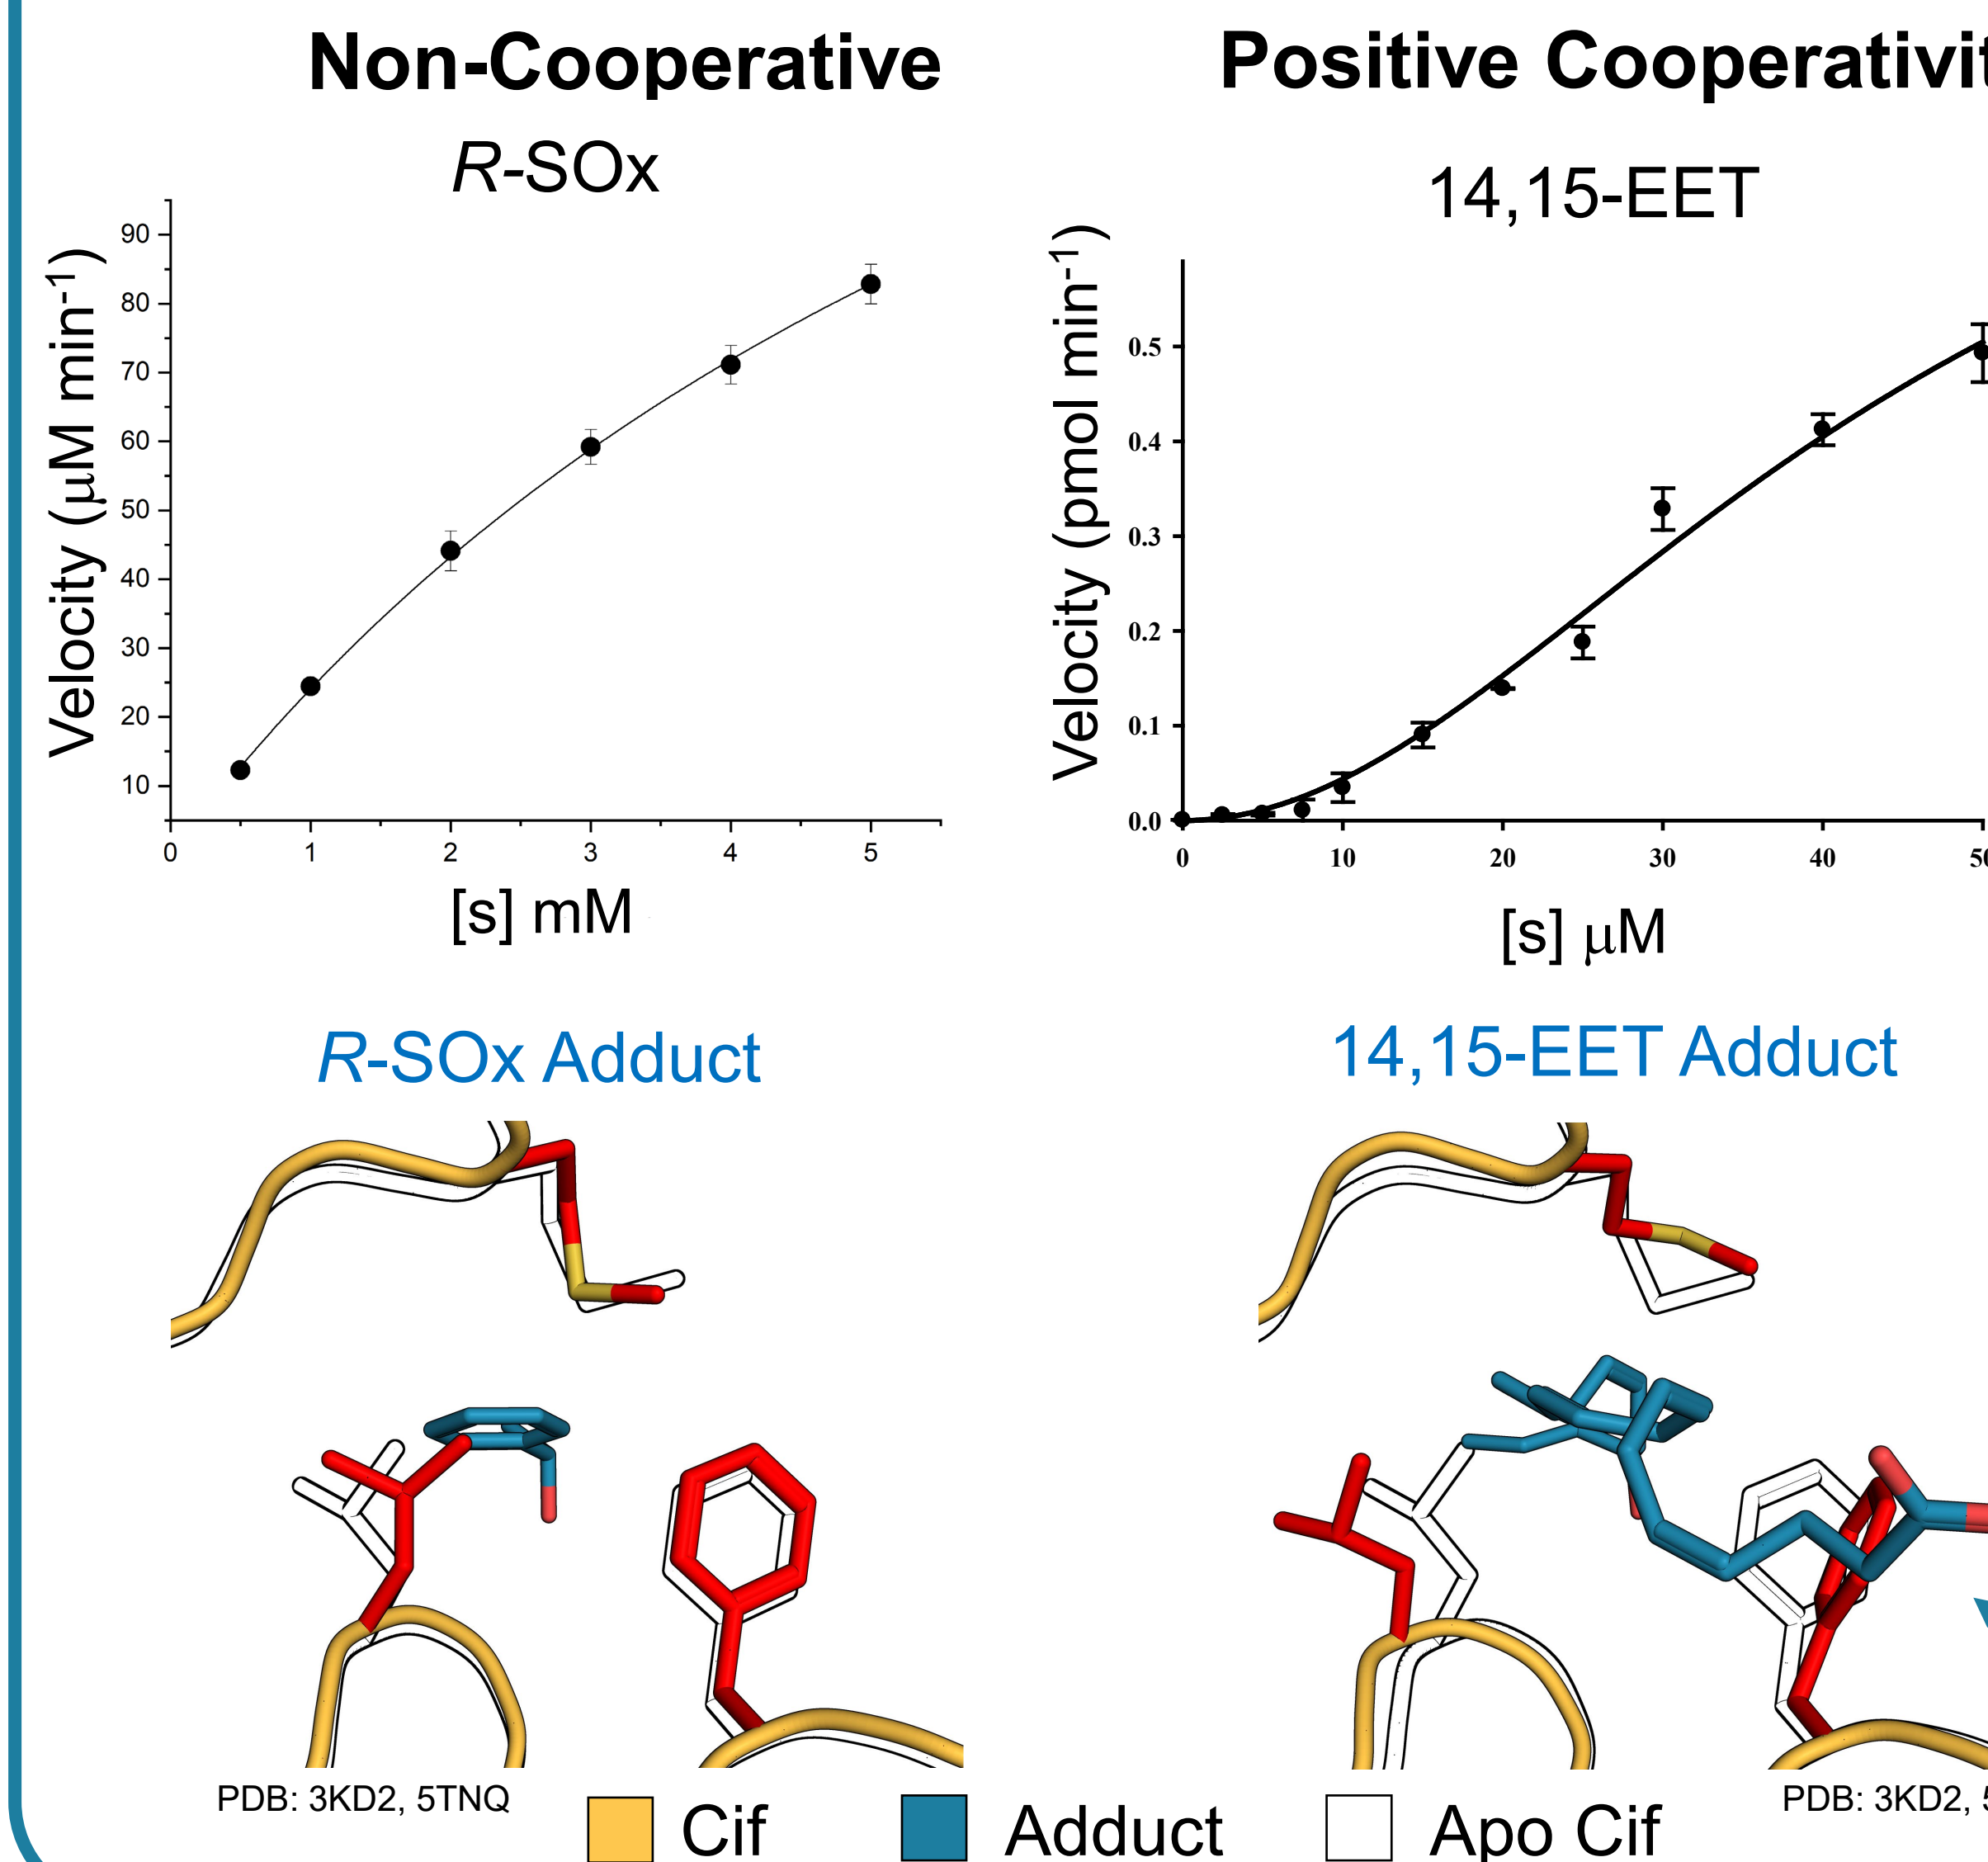 Non-Cooperative
R-SOx
Velocity (μM min-1)
90
80
70
60
50
40
30
20
10
0 1 2 3 4 5
[s] mM
Positive
14,15-EET
Velocity (pmol min-1)
0.5
0.4
0.3
0.2
0.1
0.0
0 10 20 30 40
[s] μM
R-SOx Adduct
14,15-EET Adduct
PDB: 3KD2, 5TNQ
PDB: 3KD2,
Cif
Adduct
Apo Cif